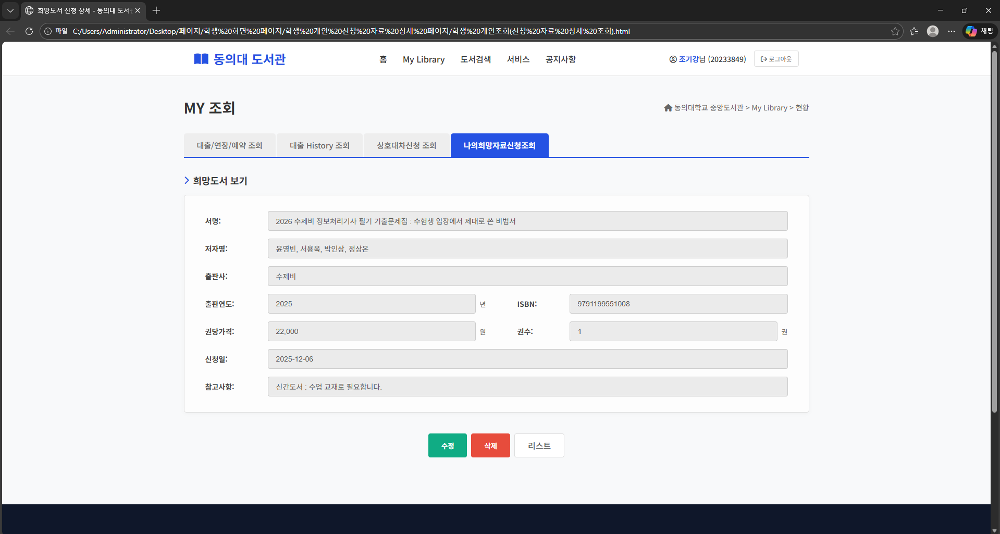 희망도서 신청 상세 - 동의대 도서관
파일 C:/Users/Administrator/Desktop/페이지/학생%20화면%20페이지/학생%20개인%20신청%20자료%20상세%20페이지/학생%20개인조회(신청%20자료%20상세%20조회).html
채팅
동의대 도서관 홈 My Library 도서검색 서비스 공지사항 조기강님 (20233849) 로그아웃
MY 조회
동의대학교 중앙도서관 > My Library > 현황
대출/연장/예약 조회 대출 History 조회 상호대차신청 조회 나의희망자료신청조회
희망도서 보기
서명: 2026 수제비 정보처리기사 필기 기출문제집 : 수험생 입장에서 제대로 쓴 비법서
저자명: 윤영빈, 서용욱, 박인상, 정상온
출판사: 수제비
출판연도: 2025 년 ISBN: 9791199551008
권당가격: 22,000 원 권수: 1 권
신청일: 2025-12-06
참고사항: 신간도서 : 수업 교재로 필요합니다.
수정 삭제 리스트